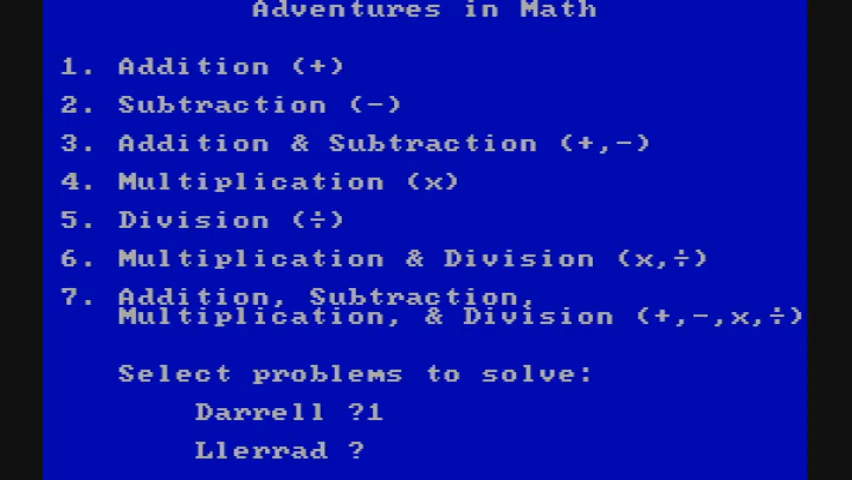 Adventures in Math
1. Addition (+)
2. Subtraction (-)
3. Addition & Subtraction (+,-)
4. Multiplication (x)
5. Division (÷)
6. Multiplication & Division (x,÷)
7. Addition, Subtraction,
Multiplication, & Division (+,-,x,÷)
Select problems to solve:
Darrell ?1
Llerrad ?